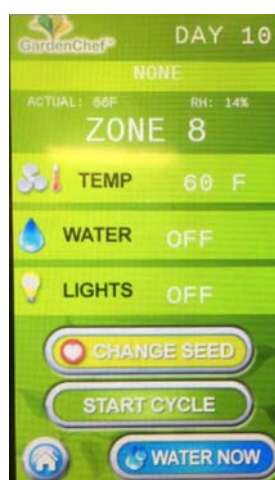 GardenChef™ DAY 10
NONE
ACTUAL: 66F RH: 14%
ZONE 8
TEMP 60 F
WATER OFF
LIGHTS OFF
CHANGE SEED
START CYCLE
WATER NOW